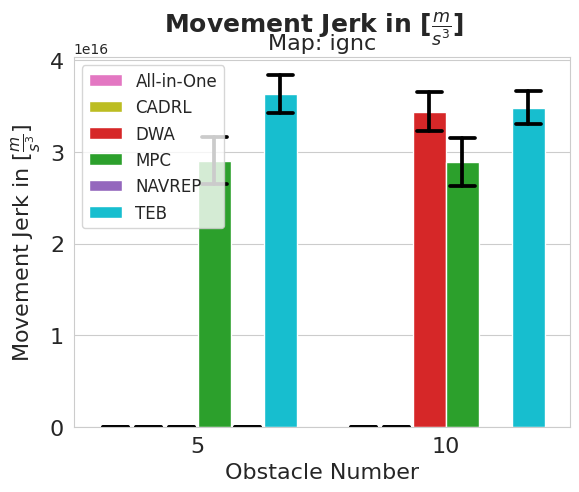 Movement Jerk in [m/s³]
Map: ignc
1e16
4
3
2
1
0
Movement Jerk in [m/s³]
All-in-One
CADRL
DWA
MPC
NAVREP
TEB
5 10
Obstacle Number